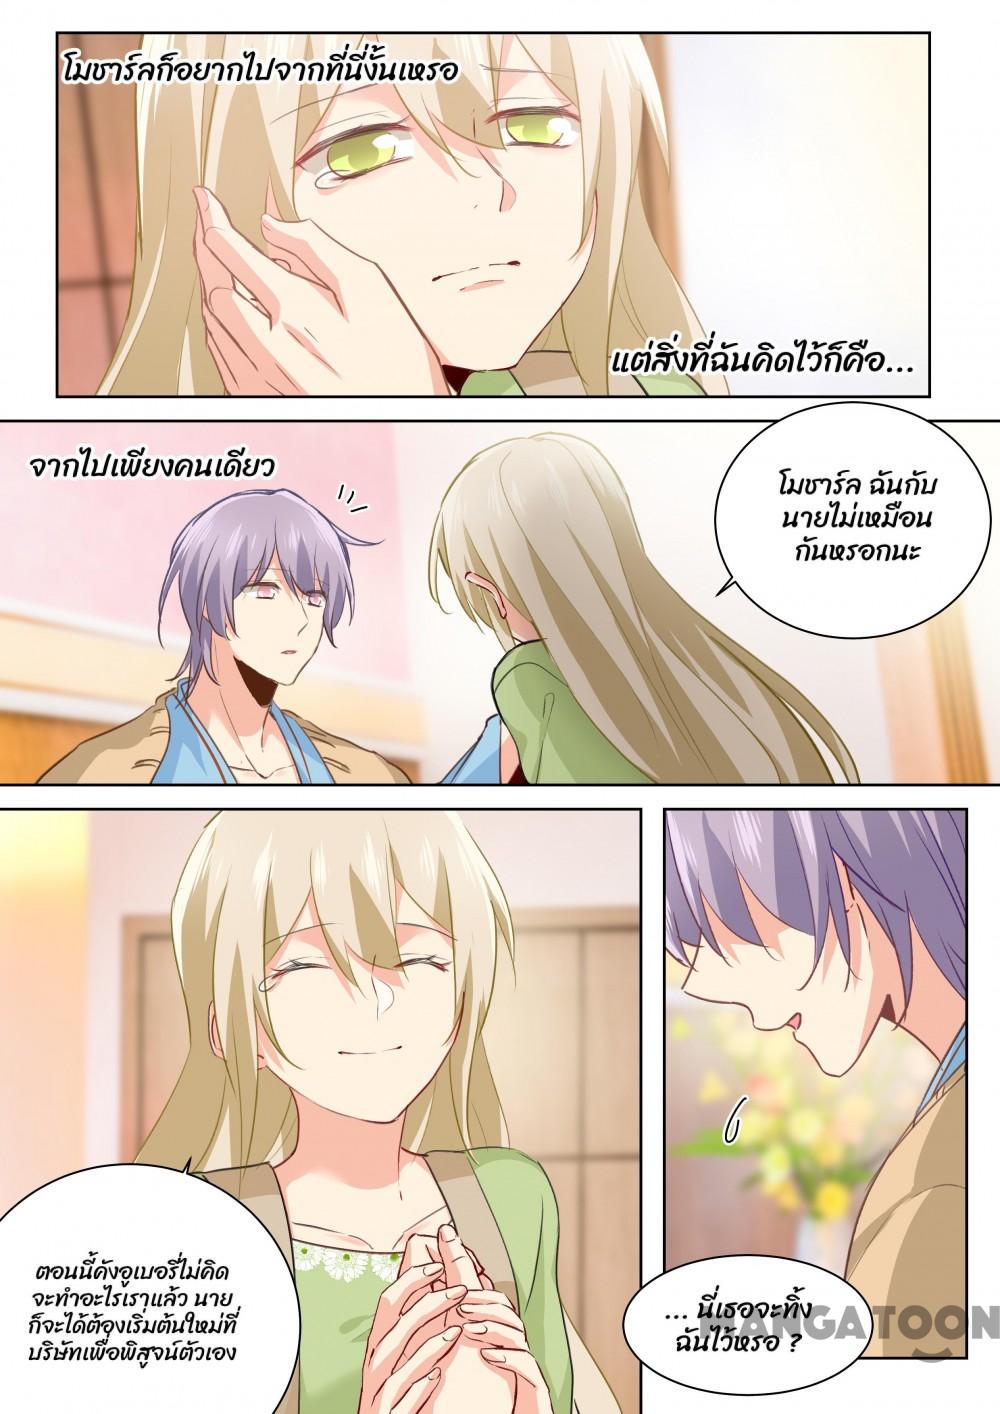 โมชาร์ลก็อยากไปจากที่นี่งั้นเหรอ
แต่สิ่งที่ฉันคิดไว้ก็คือ...
จากไปเพียงคนเดียว
โมชาร์ล ฉันกับ
นายไม่เหมือน
กันหรอกนะ
ตอนนี้คังอูเบอรี่ไม่คิด
จะทำอะไรเราแล้ว นาย
ก็จะได้ต้องเริ่มต้นใหม่ที่
บริษัทเพื่อพิสูจน์ตัวเอง
... นี่เธอจะทิ้ง
ฉันไว้หรอ ?
MANGATOON